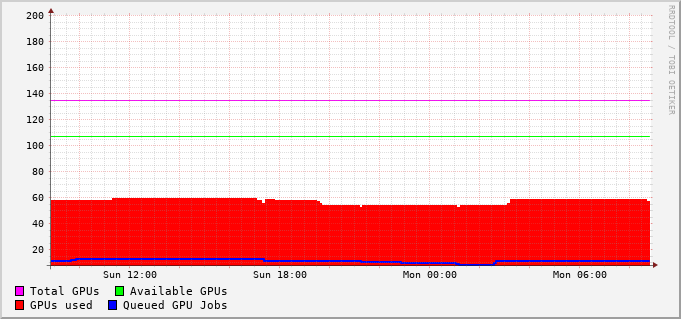 200
180
160
140
120
100
80
60
40
20
Sun 12:00 Sun 18:00 Mon 00:00 Mon 06:00
Total GPUs Available GPUs
GPUs used Queued GPU Jobs
RRDTOOL / TOBI OETIKER